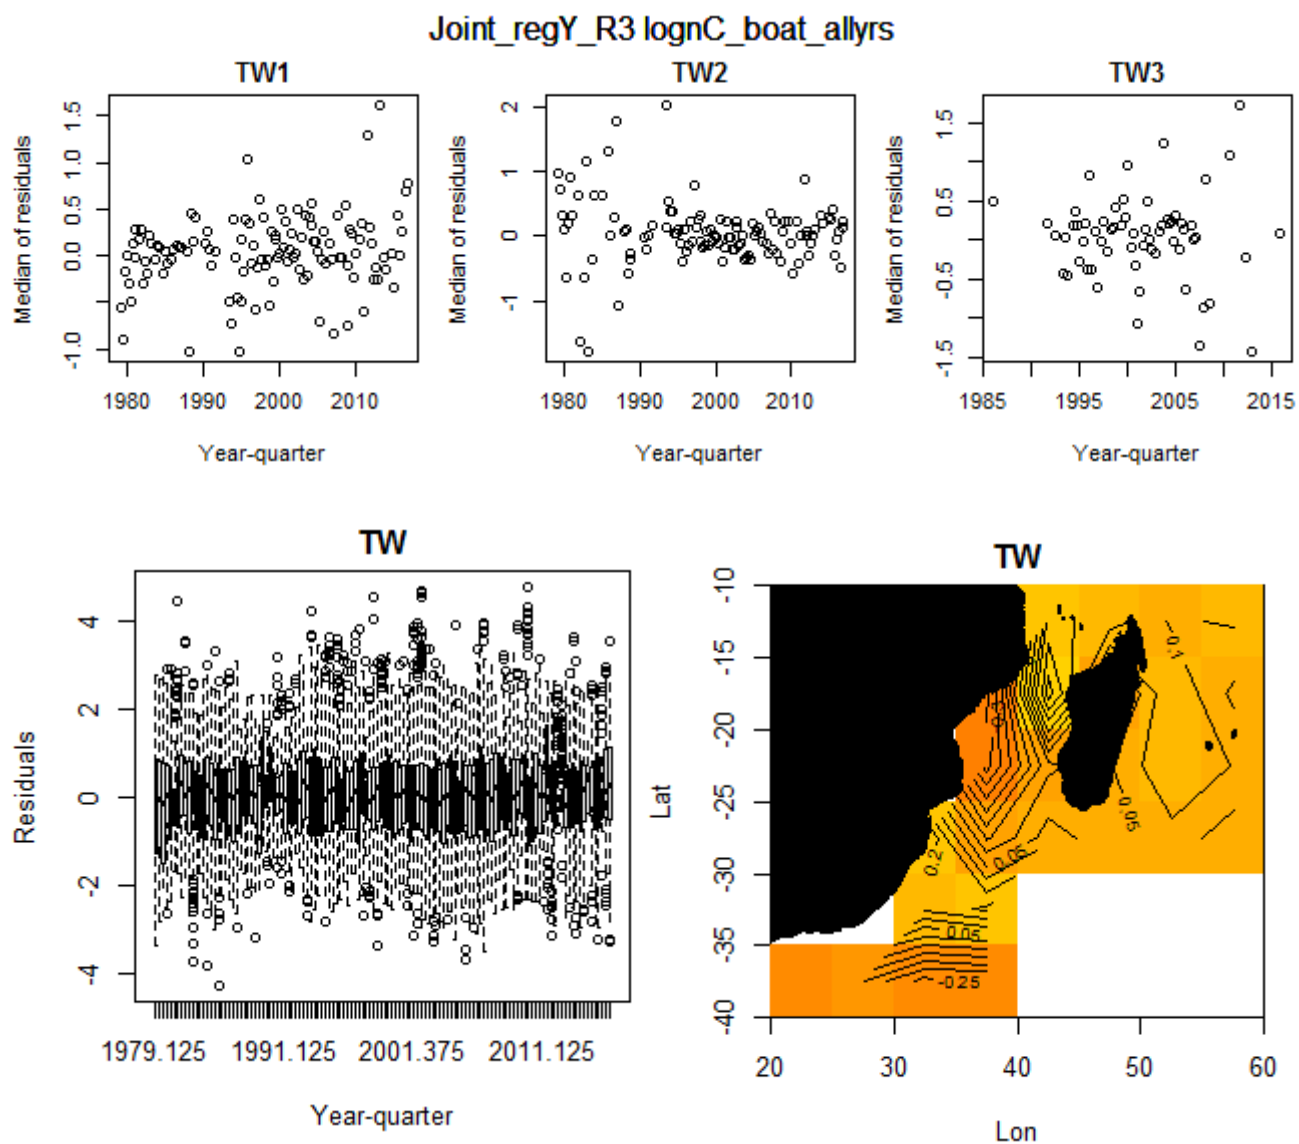 Joint_regY_R3 lognC_boat_allyrs
TW1
Median of residuals
1.5
1.0
0.5
0.0
-1.0
1980 1990 2000 2010
Year-quarter
TW2
Median of residuals
2
1
0
-1
1980 1990 2000 2010
Year-quarter
TW3
Median of residuals
1.5
0.5
-0.5
-1.5
1985 1995 2005 2015
Year-quarter
TW
Residuals
4
2
0
-2
-4
1979.125 1991.125 2001.375 2011.125
Year-quarter
TW
Lat
-10
-15
-20
-25
-30
-35
-40
0.1
0.05
0.2
0.05
0.05
-0.25
20 30 40 50 60
Lon